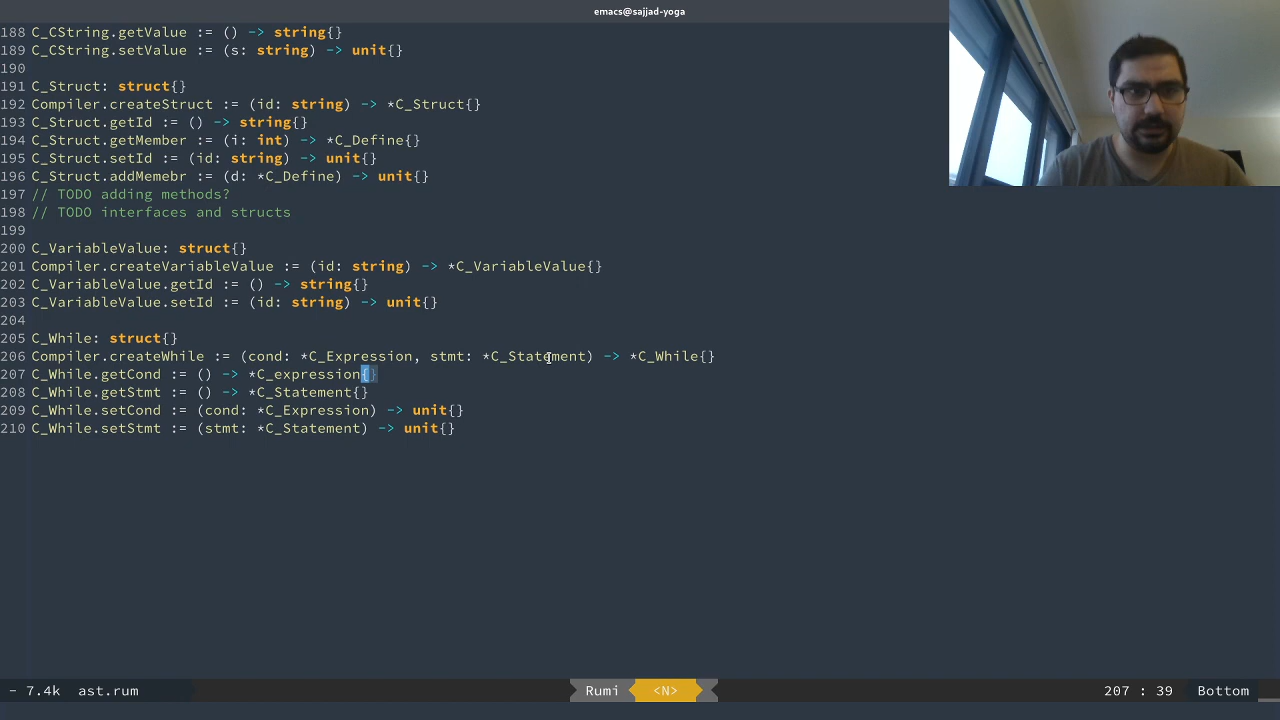 emacs@sajjad-yoga
188 C_CString.getValue := () -> string{}
189 C_CString.setValue := (s: string) -> unit{}
190
191 C_Struct: struct{}
192 Compiler.createStruct := (id: string) -> *C_Struct{}
193 C_Struct.getId := () -> string{}
194 C_Struct.getMember := (i: int) -> *C_Define{}
195 C_Struct.setId := (id: string) -> unit{}
196 C_Struct.addMemebr := (d: *C_Define) -> unit{}
197 // TODO adding methods?
198 // TODO interfaces and structs
199
200 C_VariableValue: struct{}
201 Compiler.createVariableValue := (id: string) -> *C_VariableValue{}
202 C_VariableValue.getId := () -> string{}
203 C_VariableValue.setId := (id: string) -> unit{}
204
205 C_While: struct{}
206 Compiler.createWhile := (cond: *C_Expression, stmt: *C_Statement) -> *C_While{}
207 C_While.getCond := () -> *C_expression{}
208 C_While.getStmt := () -> *C_Statement{}
209 C_While.setCond := (cond: *C_Expression) -> unit{}
210 C_While.setStmt := (stmt: *C_Statement) -> unit{}
- 7.4k ast.rum Rumi <N> 207 : 39 Bottom